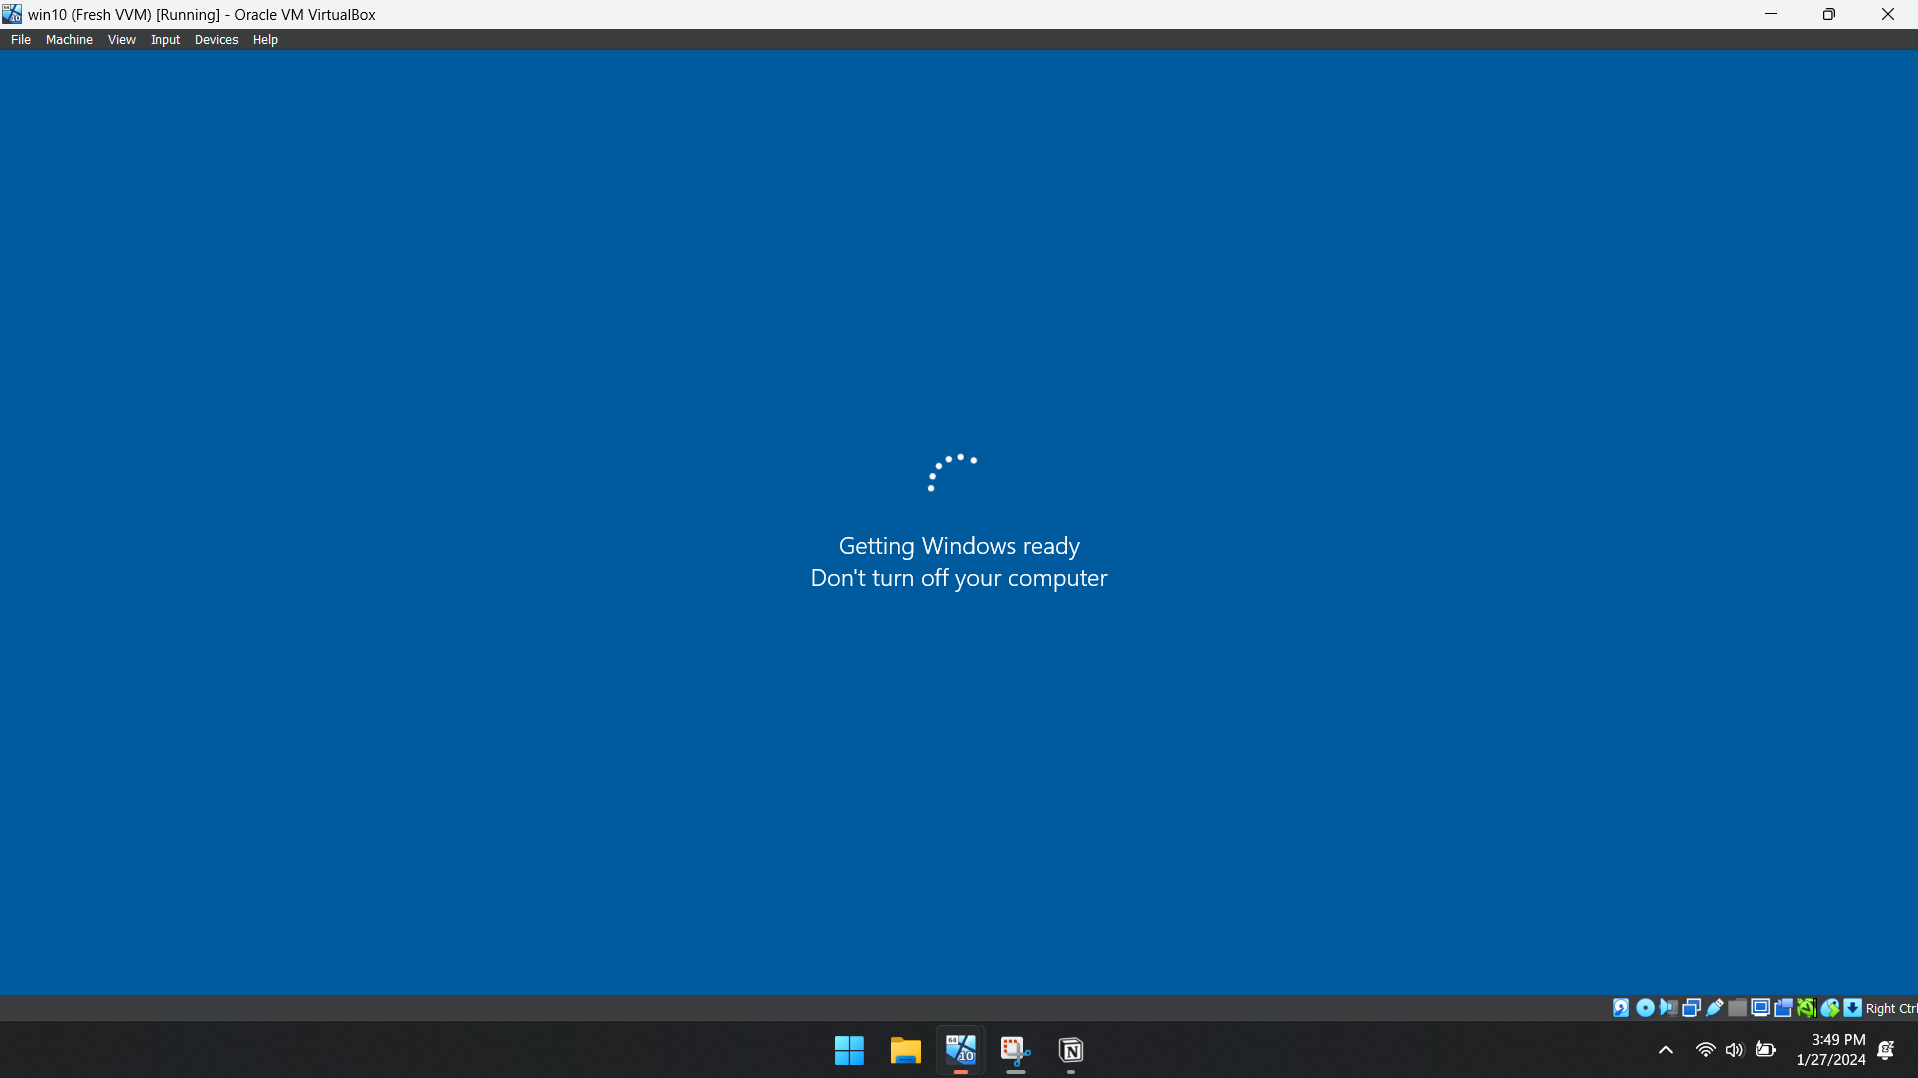 win10 (Fresh VVM) [Running] - Oracle VM VirtualBox
File Machine View Input Devices Help
Getting Windows ready
Don't turn off your computer
Right Ctrl
3:49 PM
1/27/2024